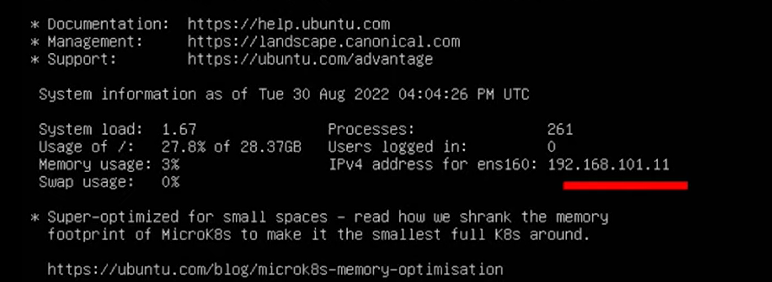 * Documentation:  https://help.ubuntu.com
* Management:     https://landscape.canonical.com
* Support:        https://ubuntu.com/advantage
System information as of Tue 30 Aug 2022 04:04:26 PM UTC
System load:  1.67                Processes:               261
Usage of /:   27.8% of 28.37GB   Users logged in:         0
Memory usage: 3%                  IPv4 address for ens160: 192.168.101.11
Swap usage:   0%
* Super-optimized for small spaces - read how we shrank the memory
footprint of MicroK8s to make it the smallest full K8s around.
https://ubuntu.com/blog/microk8s-memory-optimisation